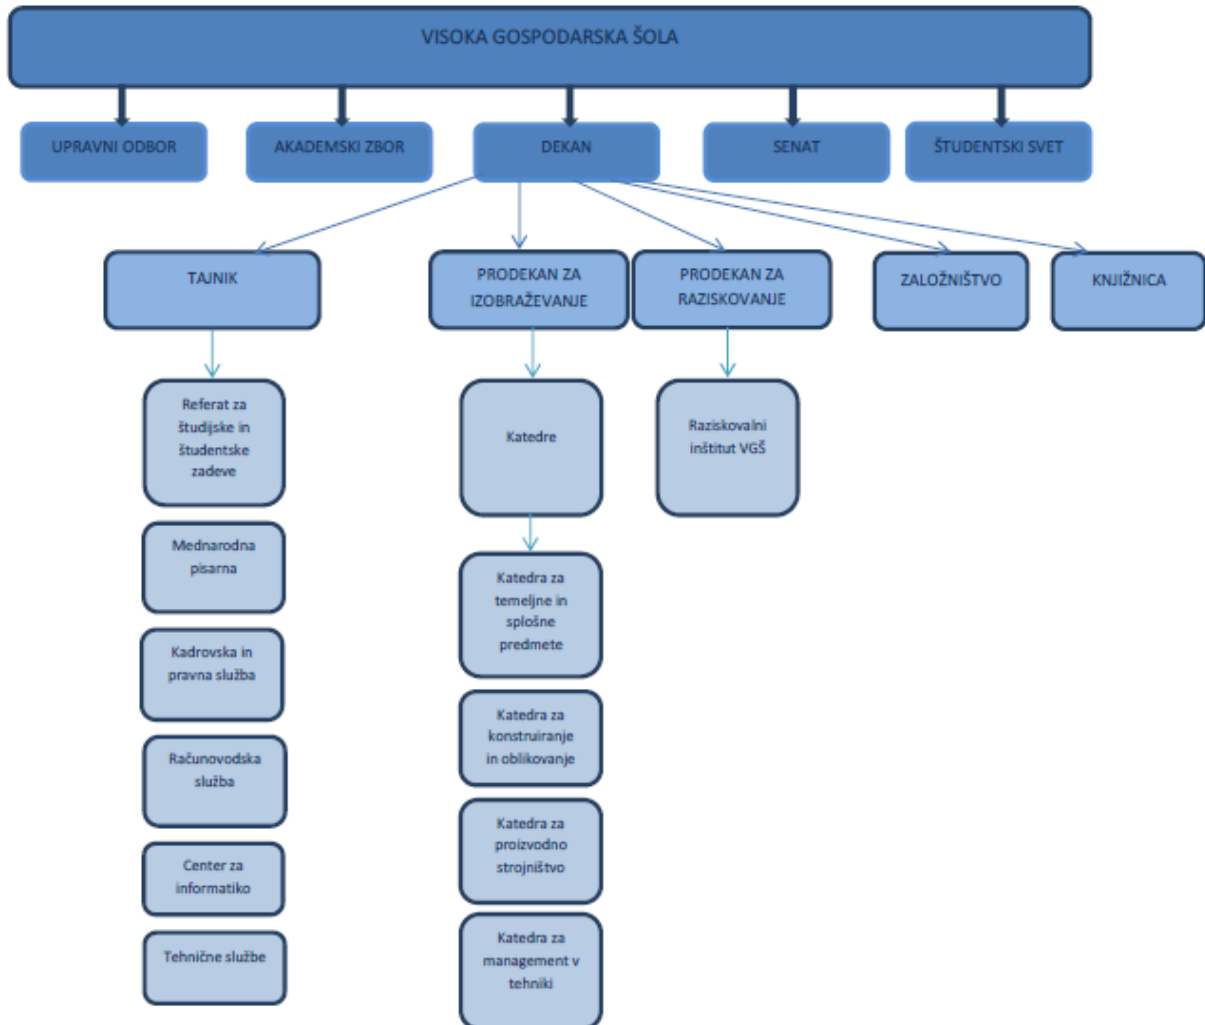 VISOKA GOSPODARSKA ŠOLA
UPRAVNI ODBOR
AKADEMSKI ZBOR
DEKAN
SENAT
ŠTUDENTSKI SVET
TAJNIK
PRODEKAN ZA
IZOBRAŽEVANJE
PRODEKAN ZA
RAZISKOVANJE
ZALOŽNIŠTVO
KNJIŽNICA
Referat za
študijske in
študentske
zadeve
Mednarodna
pisarna
Kadrovska in
pravna služba
Računovodska
služba
Center za
informatiko
Tehnične službe
Katedre
Katedra za
temeljne in
splošne
predmete
Katedra za
konstruiranje
in oblikovanje
Katedra za
proizvodno
strojništvo
Katedra za
management v
tehniki
Raziskovalni
inštitut VGŠ